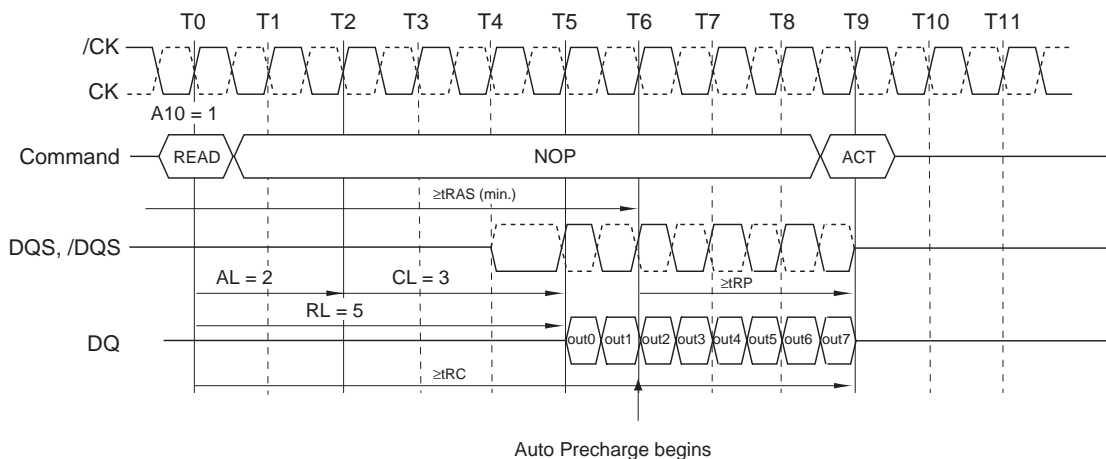 T0 T1 T2 T3 T4 T5 T6 T7 T8 T9 T10 T11
/CK
CK
A10 = 1
Command READ NOP ACT
≥tRAS (min.)
DQS, /DQS
AL = 2 CL = 3 ≥tRP
RL = 5
DQ out0 out1 out2 out3 out4 out5 out6 out7
≥tRC
Auto Precharge begins